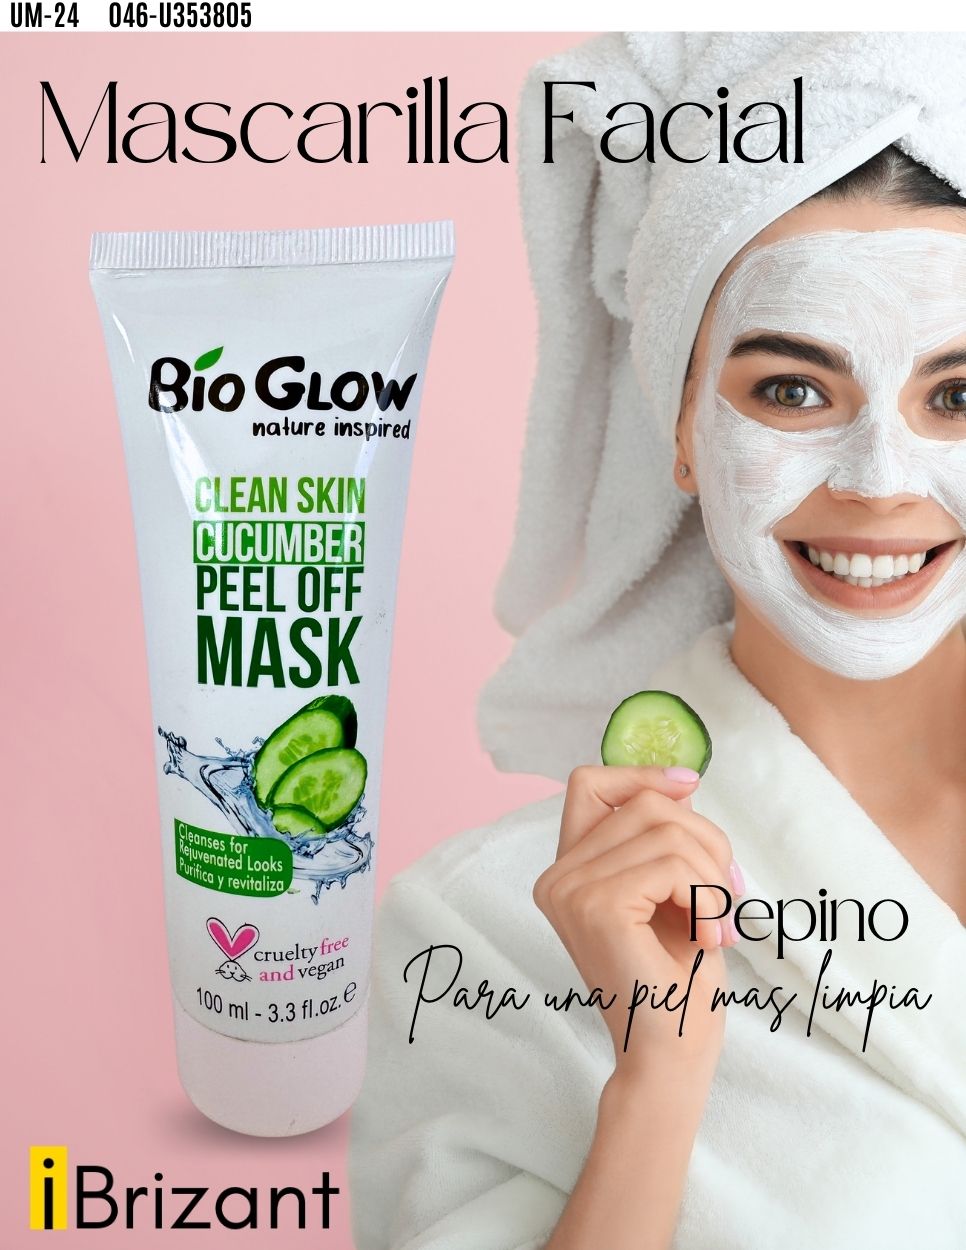 UM-24 046-U353805
Mascarilla Facial
Bio Glow
nature inspired
CLEAN SKIN
CUCUMBER
PEEL OFF
MASK
Cleanses for
Rejuvenated Looks
Purifica y revitaliza
cruelty free
and vegan
100 ml - 3.3 fl.oz. ℮
Pepino
Para una piel mas limpia
iBrizant